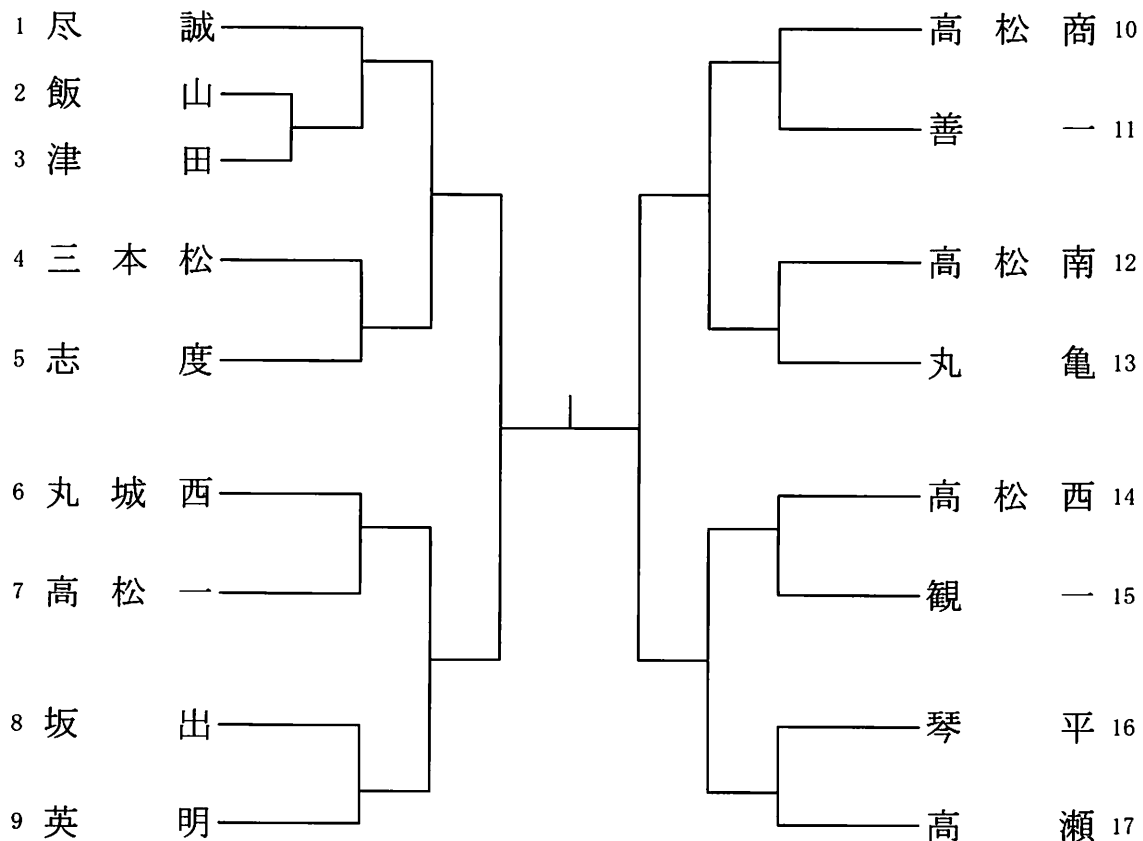 1 尽誠
2 飯山
3 津田
4 三本松
5 志度
6 丸城西
7 高松一
8 坂出
9 英明
高松商 10
善一 11
高松南 12
丸亀 13
高松西 14
観一 15
琴平 16
高瀬 17